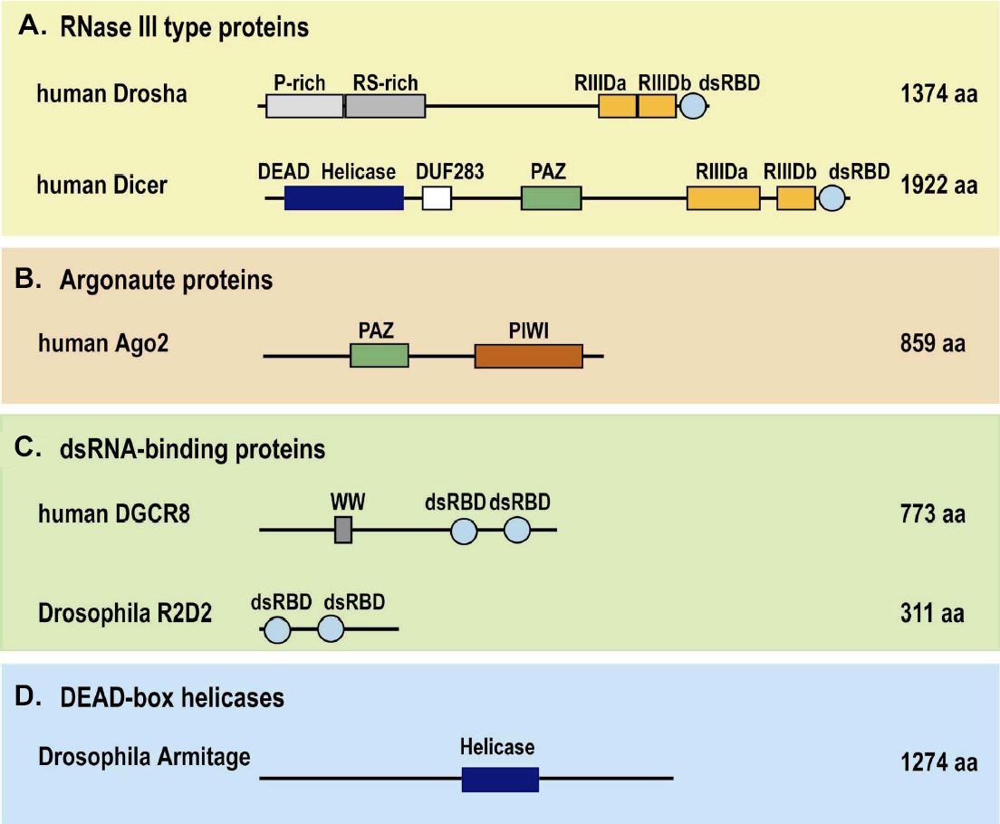 A. RNase III type proteins
P-rich RS-rich RIIIDa RIIIDb dsRBD
human Drosha 1374 aa
DEAD Helicase DUF283 PAZ RIIIDa RIIIDb dsRBD
human Dicer 1922 aa
B. Argonaute proteins
PAZ PIWI
human Ago2 859 aa
C. dsRNA-binding proteins
WW dsRBD dsRBD
human DGCR8 773 aa
dsRBD dsRBD
Drosophila R2D2 311 aa
D. DEAD-box helicases
Helicase
Drosophila Armitage 1274 aa